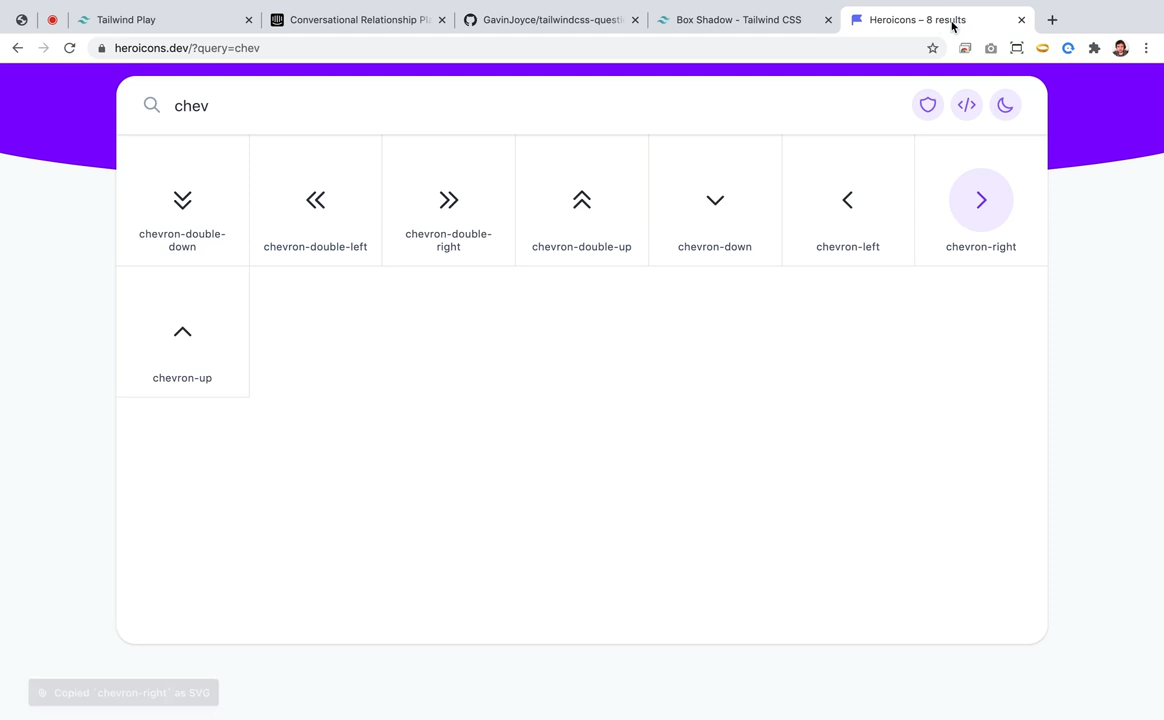 Tailwind Play
Conversational Relationship Pl
GavinJoyce/tailwindcss-questi
Box Shadow - Tailwind CSS
Heroicons – 8 results
heroicons.dev/?query=chev
chev
chevron-double-
down
chevron-double-left
chevron-double-
right
chevron-double-up
chevron-down
chevron-left
chevron-right
chevron-up
Copied `chevron-right` as SVG